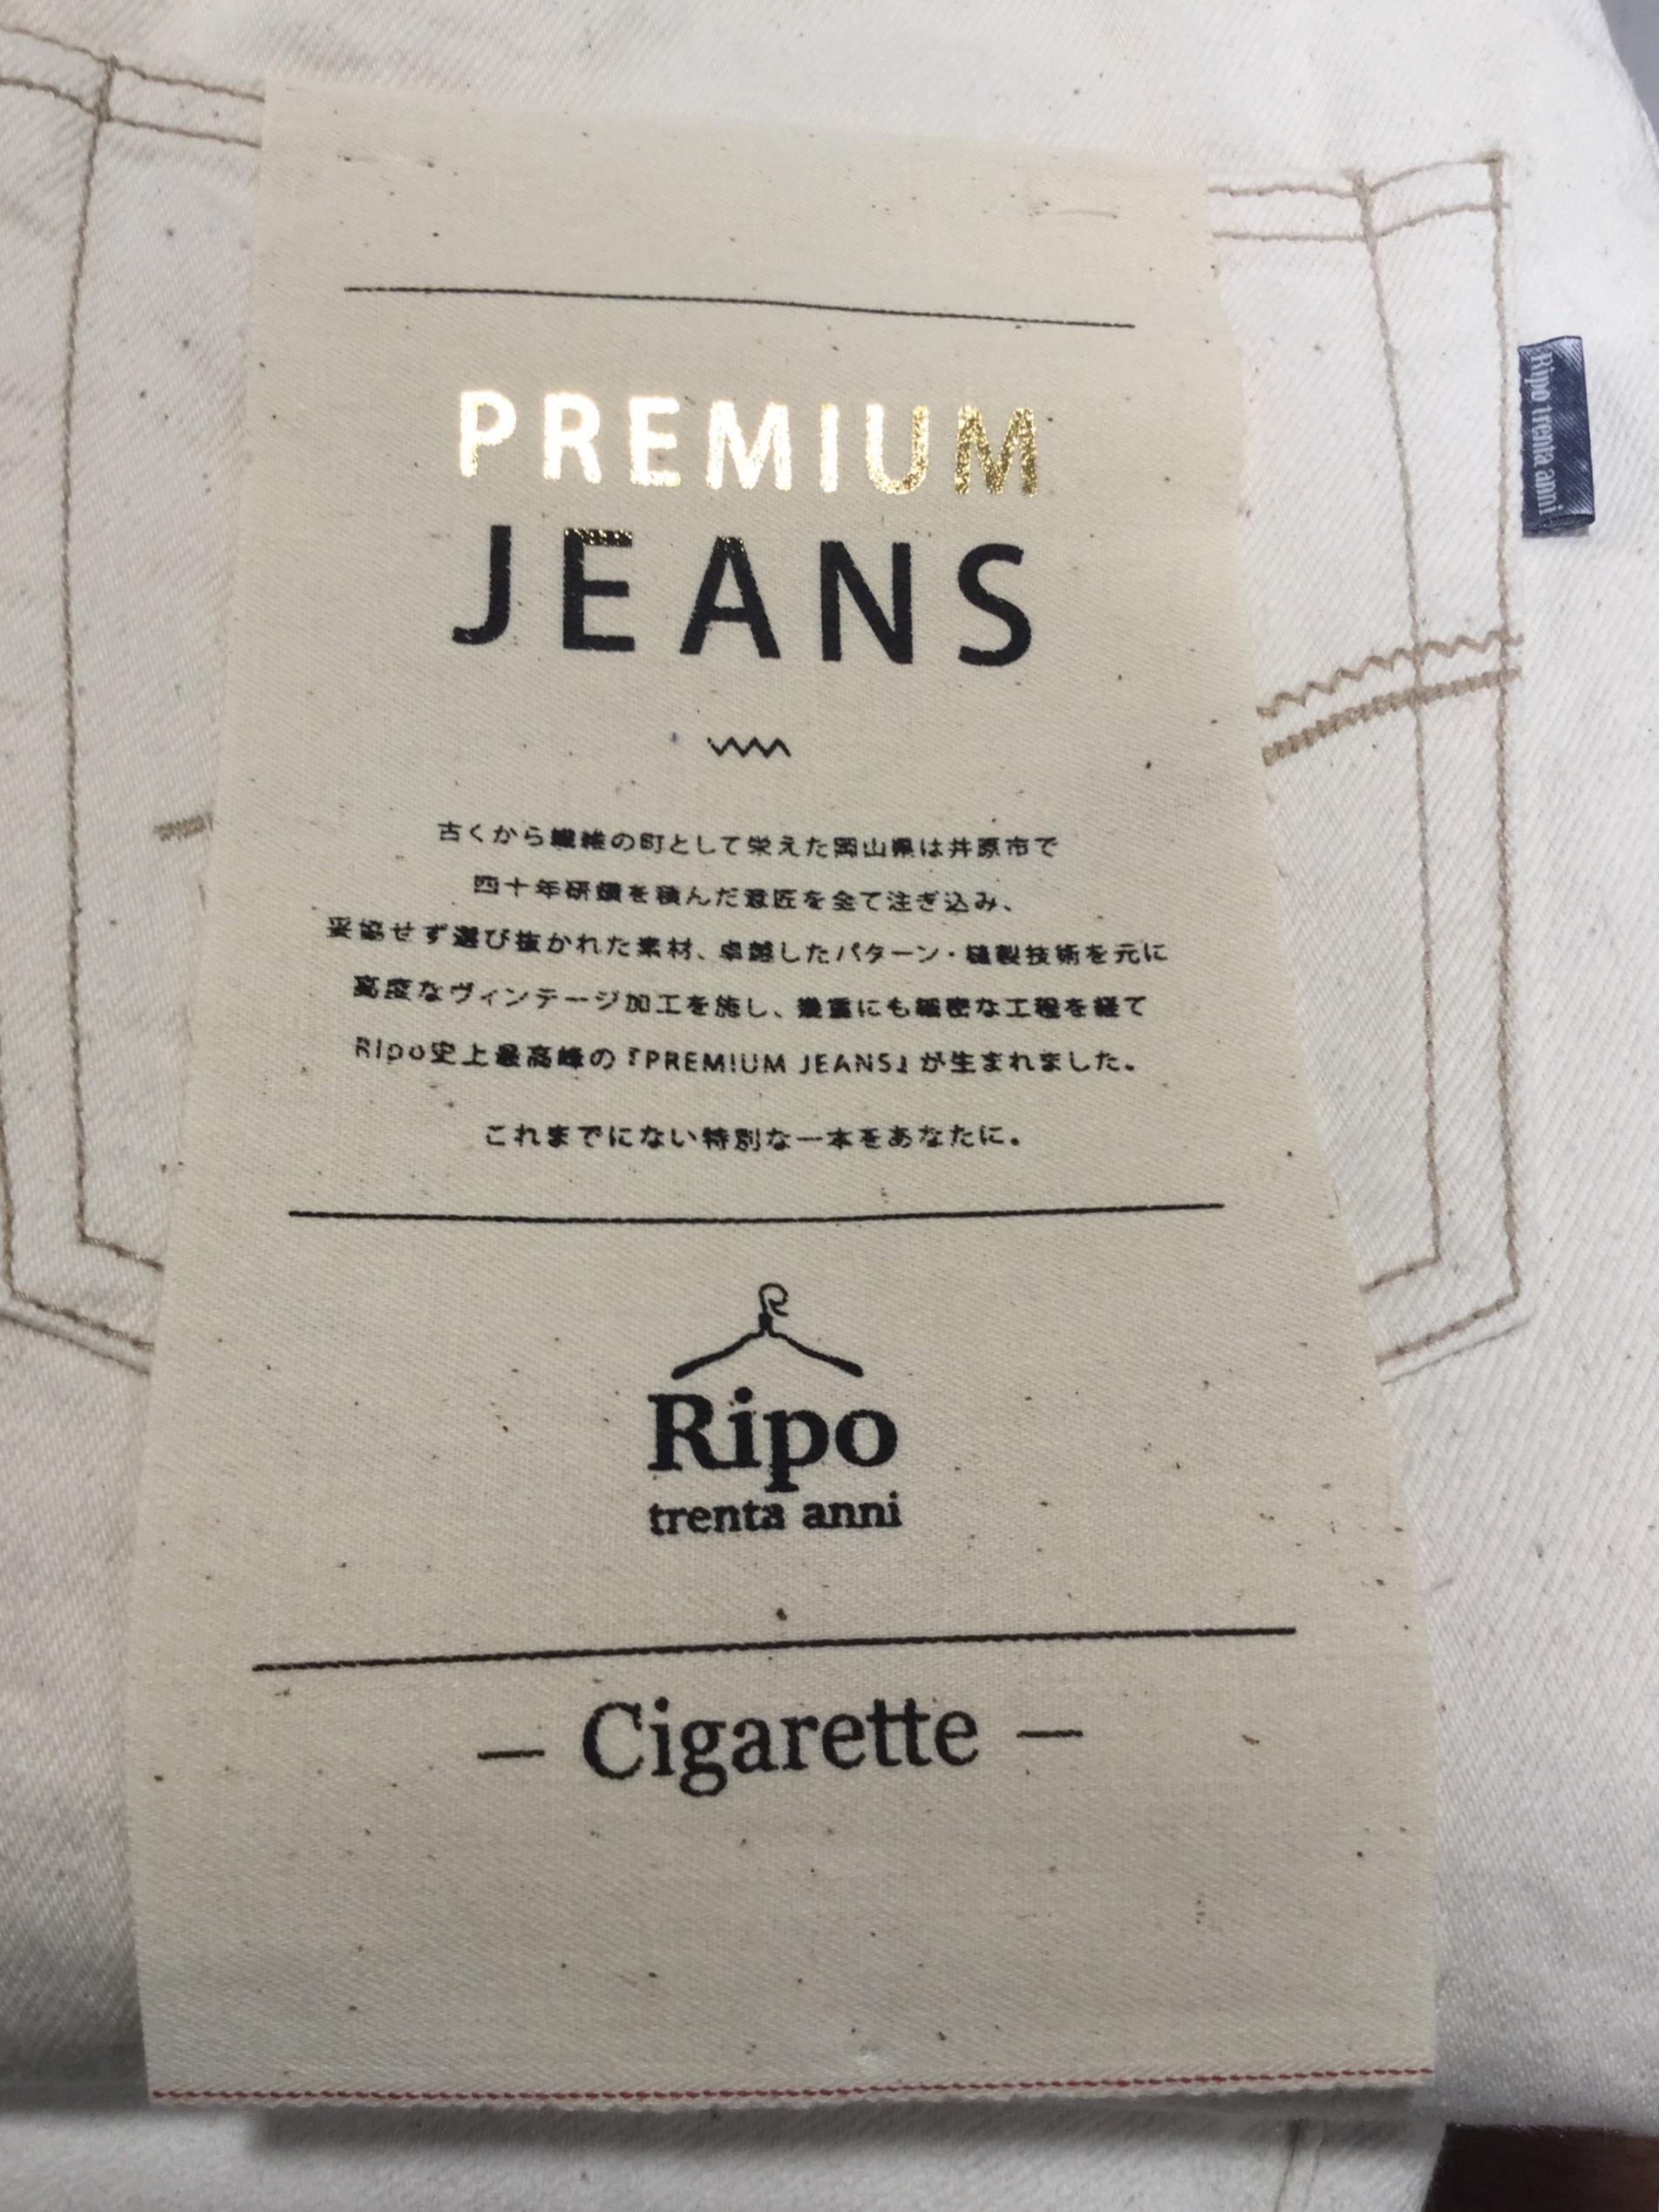 PREMIUM
JEANS
古くから繊維の町として栄えた岡山県は井原市で
四十年研鑽を積んだ意匠を全て注ぎ込み、
妥協せず選び抜かれた素材、卓越したパターン・縫製技術を元に
高度なヴィンテージ加工を施し、幾重にも緻密な工程を経て
Ripo史上最高峰の『PREMIUM JEANS』が生まれました。
これまでにない特別な一本をあなたに。
R
Ripo
trenta anni
– Cigarette –
Ripo trenta anni